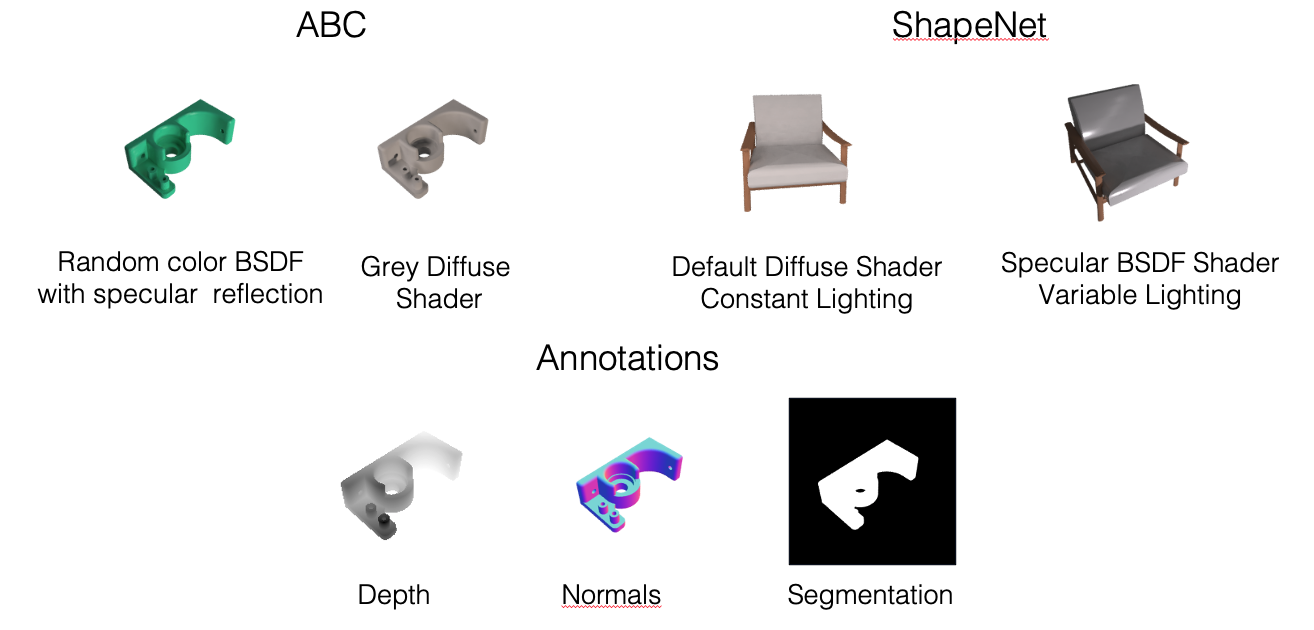 ABC
ShapeNet
Random color BSDF
with specular reflection
Grey Diffuse
Shader
Default Diffuse Shader
Constant Lighting
Specular BSDF Shader
Variable Lighting
Annotations
Depth
Normals
Segmentation